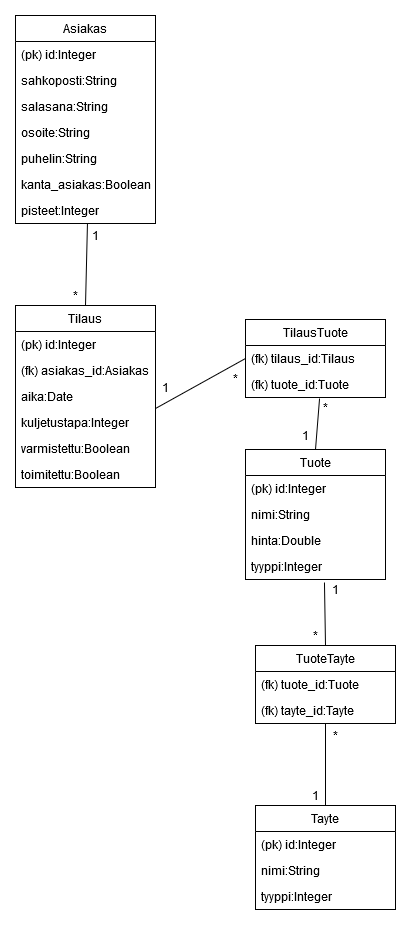 Asiakas
(pk) id:Integer
sahkoposti:String
salasana:String
osoite:String
puhelin:String
kanta_asiakas:Boolean
pisteet:Integer
1
*
Tilaus
(pk) id:Integer
(fk) asiakas_id:Asiakas
aika:Date
kuljetustapa:Integer
varmistettu:Boolean
toimitettu:Boolean
1
*
TilausTuote
(fk) tilaus_id:Tilaus
(fk) tuote_id:Tuote
*
1
Tuote
(pk) id:Integer
nimi:String
hinta:Double
tyyppi:Integer
1
*
TuoteTayte
(fk) tuote_id:Tuote
(fk) tayte_id:Tayte
*
1
Tayte
(pk) id:Integer
nimi:String
tyyppi:Integer